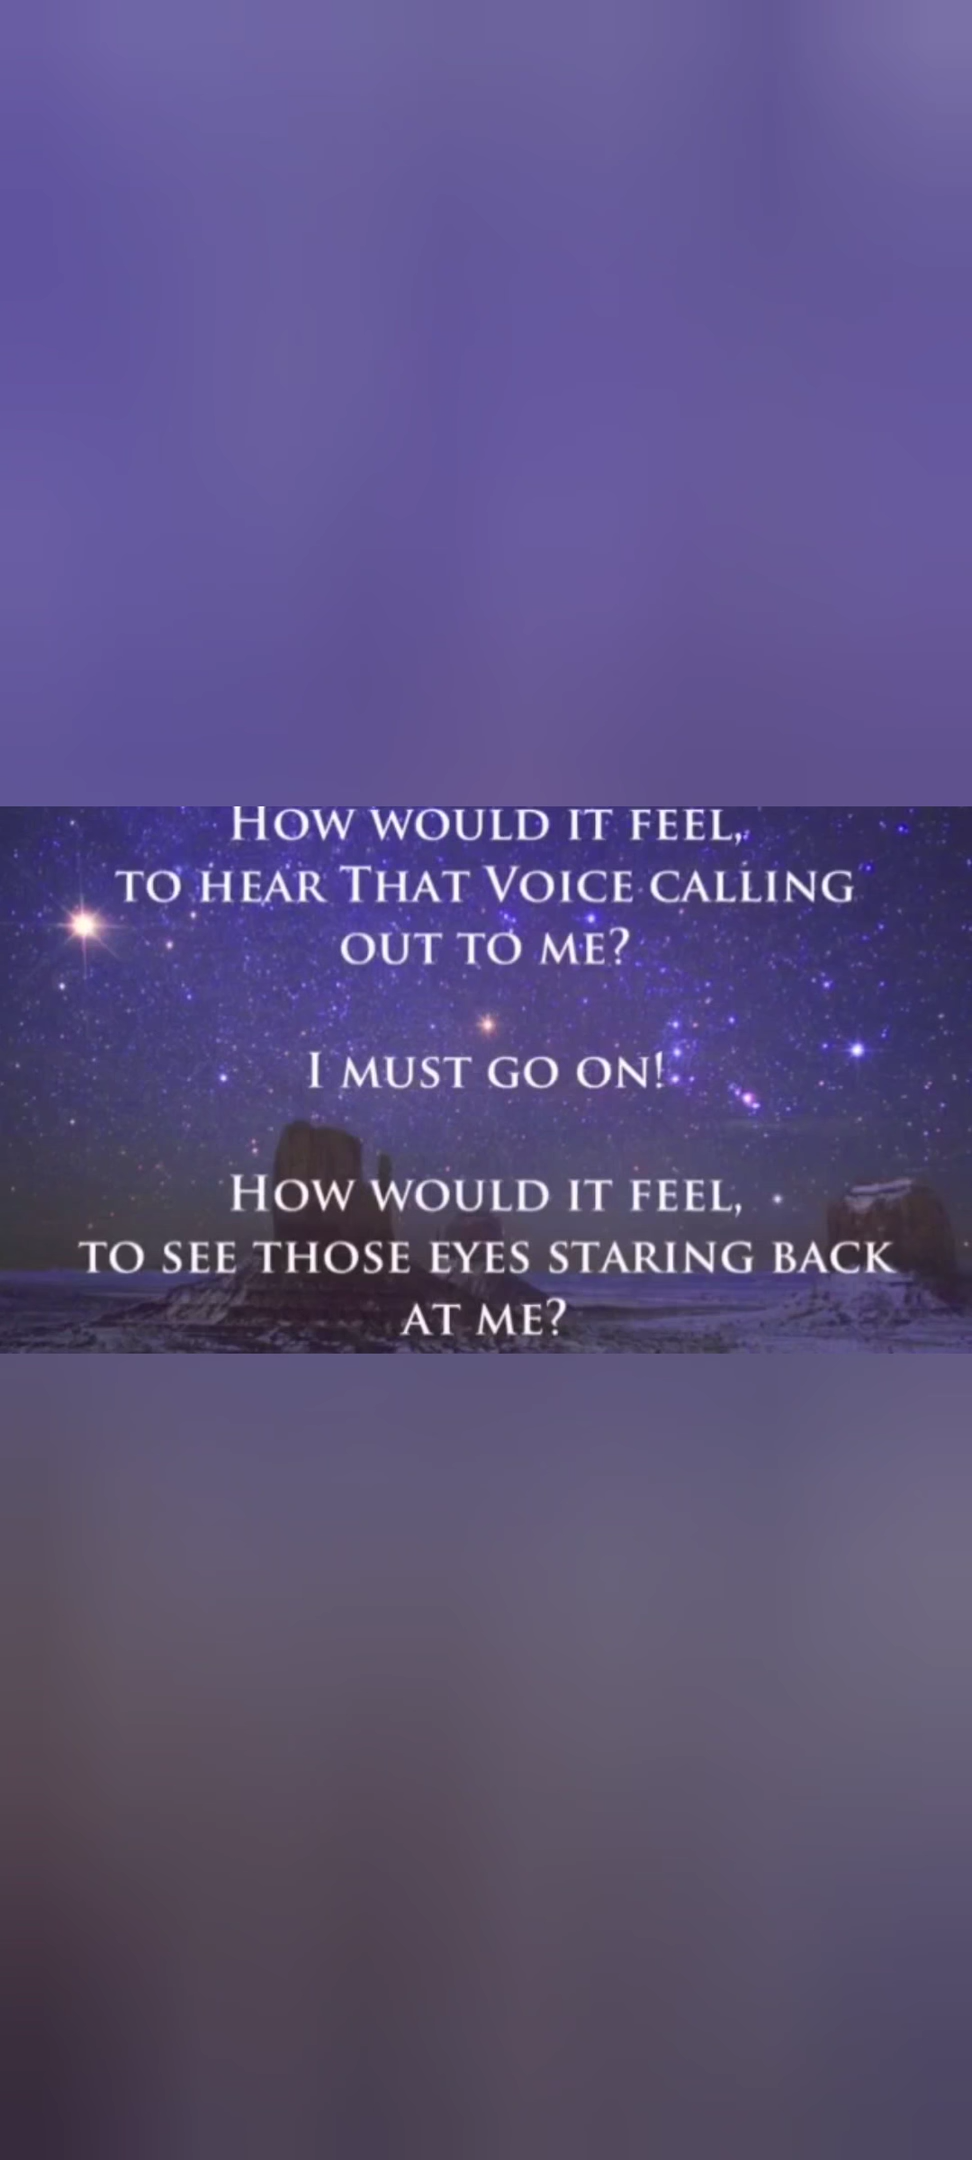 How would it feel,
to hear That Voice calling
out to me?
I must go on!
How would it feel,
to see those eyes staring back
at me?